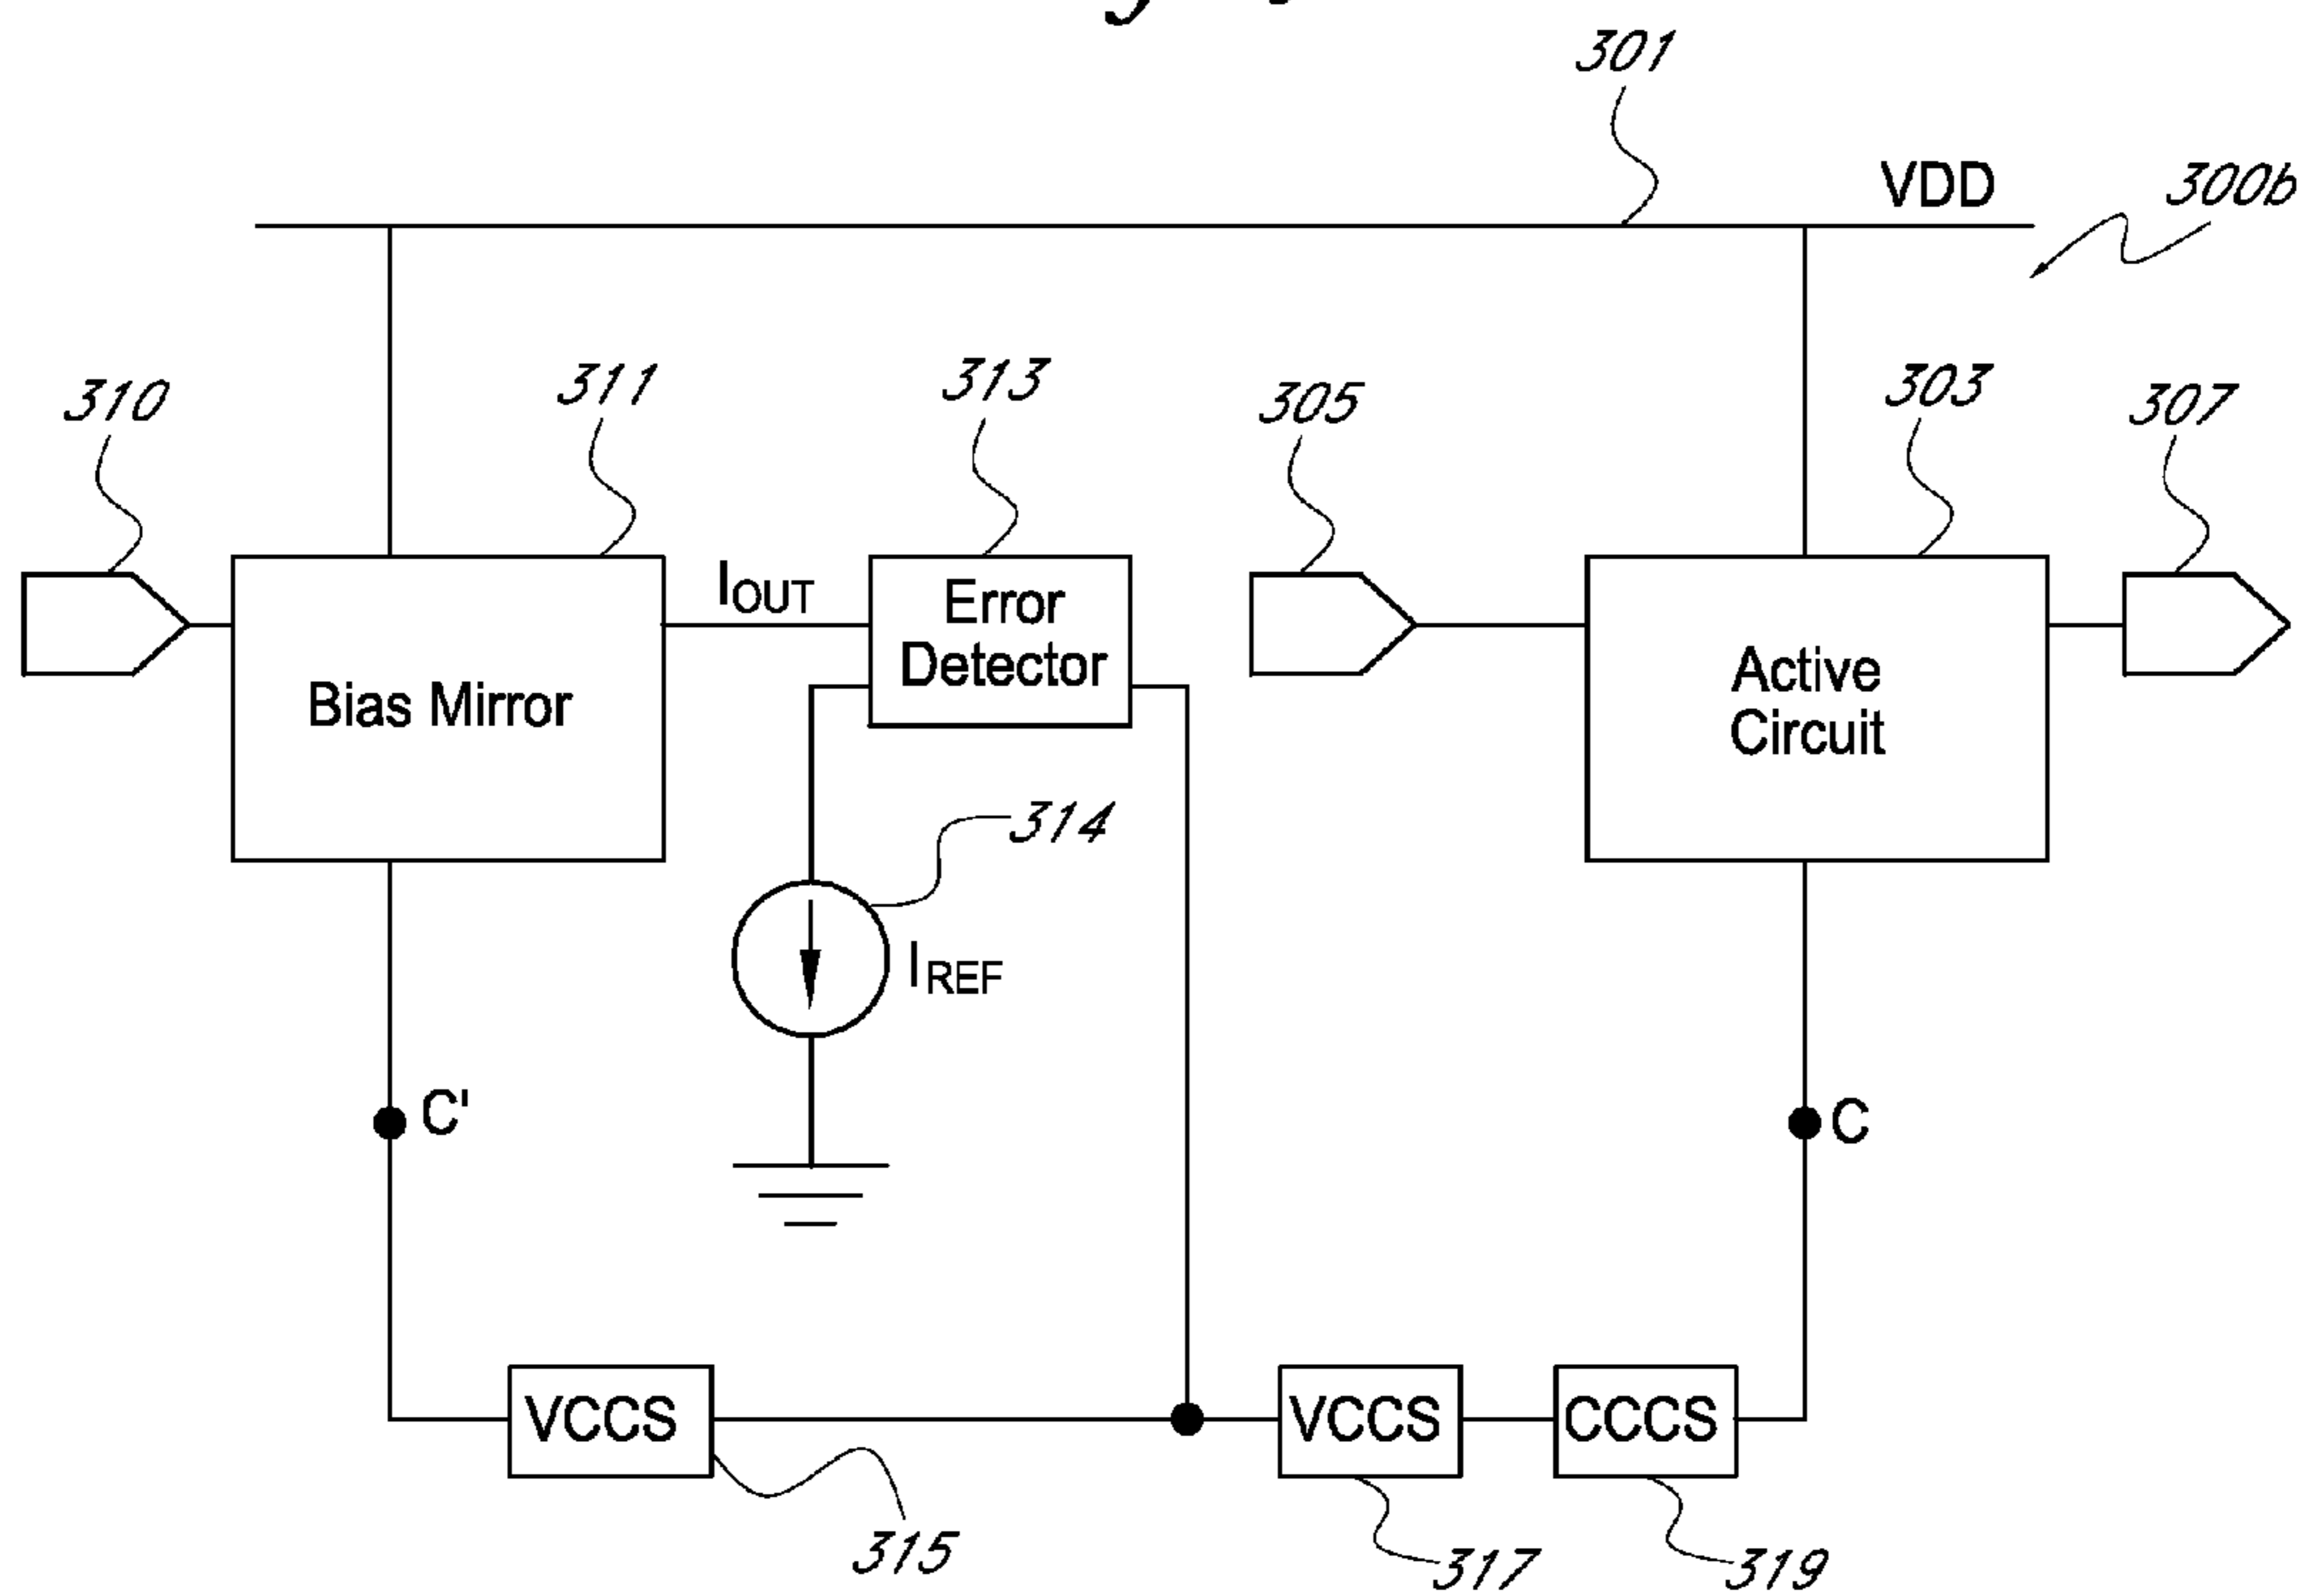 301
VDD
300b
310
311
313
305
303
307
IOUT
Error
Detector
Bias Mirror
Active
Circuit
314
IREF
C'
C
VCCS
VCCS
CCCS
315
317
319